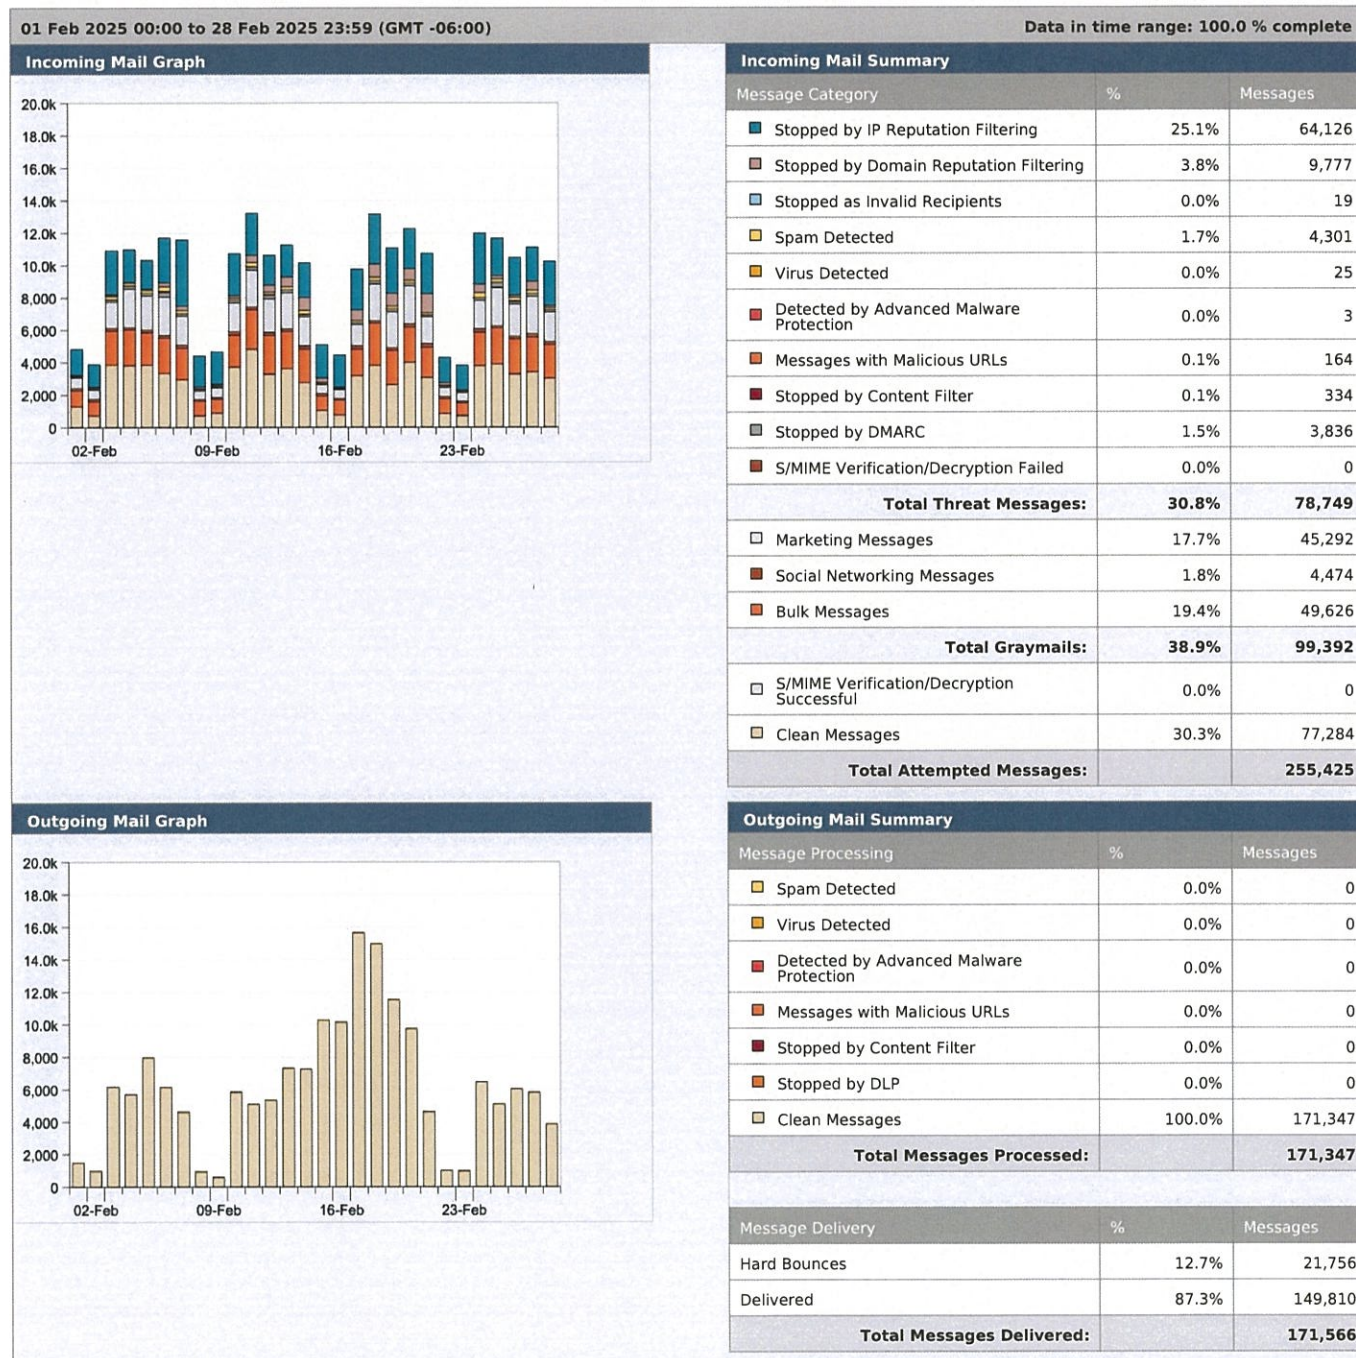 01 Feb 2025 00:00 to 28 Feb 2025 23:59 (GMT -06:00) Data in time range: 100.0 % complete
Incoming Mail Graph
20.0k
18.0k
16.0k
14.0k
12.0k
10.0k
8,000
6,000
4,000
2,000
0
02-Feb 09-Feb 16-Feb 23-Feb
Incoming Mail Summary
Message Category % Messages
Stopped by IP Reputation Filtering 25.1% 64,126
Stopped by Domain Reputation Filtering 3.8% 9,777
Stopped as Invalid Recipients 0.0% 19
Spam Detected 1.7% 4,301
Virus Detected 0.0% 25
Detected by Advanced Malware
Protection 0.0% 3
Messages with Malicious URLs 0.1% 164
Stopped by Content Filter 0.1% 334
Stopped by DMARC 1.5% 3,836
S/MIME Verification/Decryption Failed 0.0% 0
Total Threat Messages: 30.8% 78,749
Marketing Messages 17.7% 45,292
Social Networking Messages 1.8% 4,474
Bulk Messages 19.4% 49,626
Total Graymails: 38.9% 99,392
S/MIME Verification/Decryption
Successful 0.0% 0
Clean Messages 30.3% 77,284
Total Attempted Messages: 255,425
Outgoing Mail Graph
20.0k
18.0k
16.0k
14.0k
12.0k
10.0k
8,000
6,000
4,000
2,000
0
02-Feb 09-Feb 16-Feb 23-Feb
Outgoing Mail Summary
Message Processing % Messages
Spam Detected 0.0% 0
Virus Detected 0.0% 0
Detected by Advanced Malware
Protection 0.0% 0
Messages with Malicious URLs 0.0% 0
Stopped by Content Filter 0.0% 0
Stopped by DLP 0.0% 0
Clean Messages 100.0% 171,347
Total Messages Processed: 171,347
Message Delivery % Messages
Hard Bounces 12.7% 21,756
Delivered 87.3% 149,810
Total Messages Delivered: 171,566